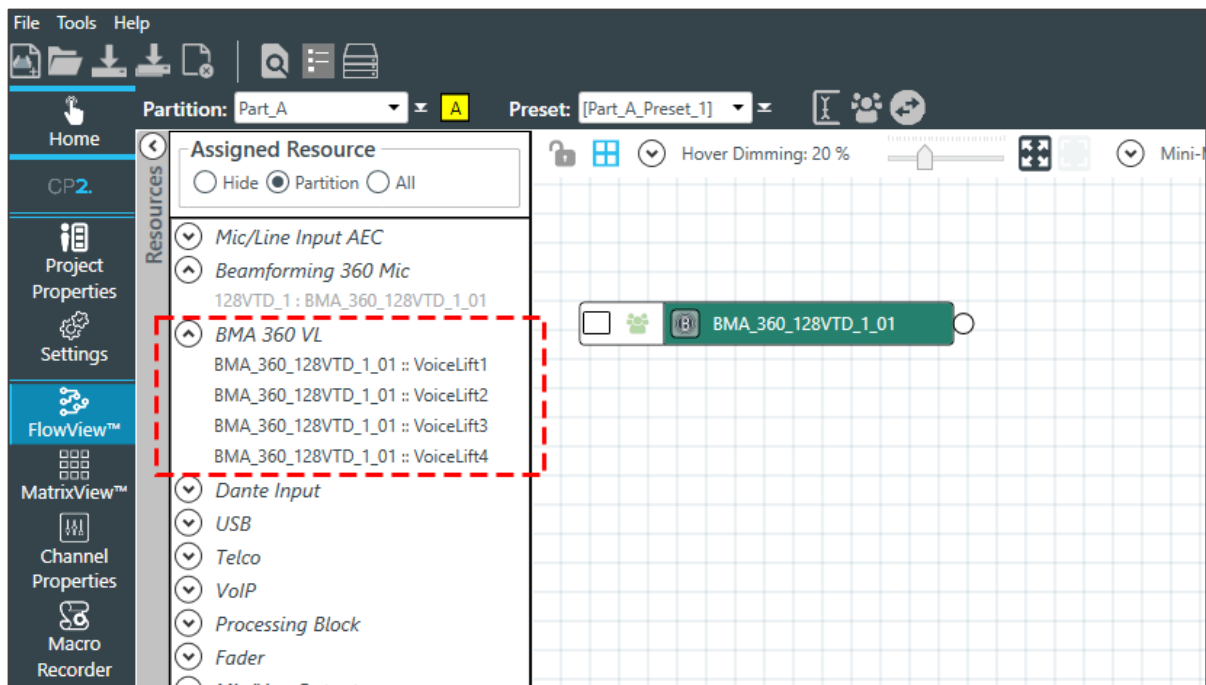 File Tools Help
Partition: Part_A A Preset: [Part_A_Preset_1]
Home
CP2.
Project
Properties
Settings
FlowView™
MatrixView™
Channel
Properties
Macro
Recorder
Resources
Assigned Resource
Hide Partition All
Mic/Line Input AEC
Beamforming 360 Mic
128VTD_1 : BMA_360_128VTD_1_01
BMA 360 VL
BMA_360_128VTD_1_01 :: VoiceLift1
BMA_360_128VTD_1_01 :: VoiceLift2
BMA_360_128VTD_1_01 :: VoiceLift3
BMA_360_128VTD_1_01 :: VoiceLift4
Dante Input
USB
Telco
VoIP
Processing Block
Fader
Hover Dimming: 20 %
B BMA_360_128VTD_1_01